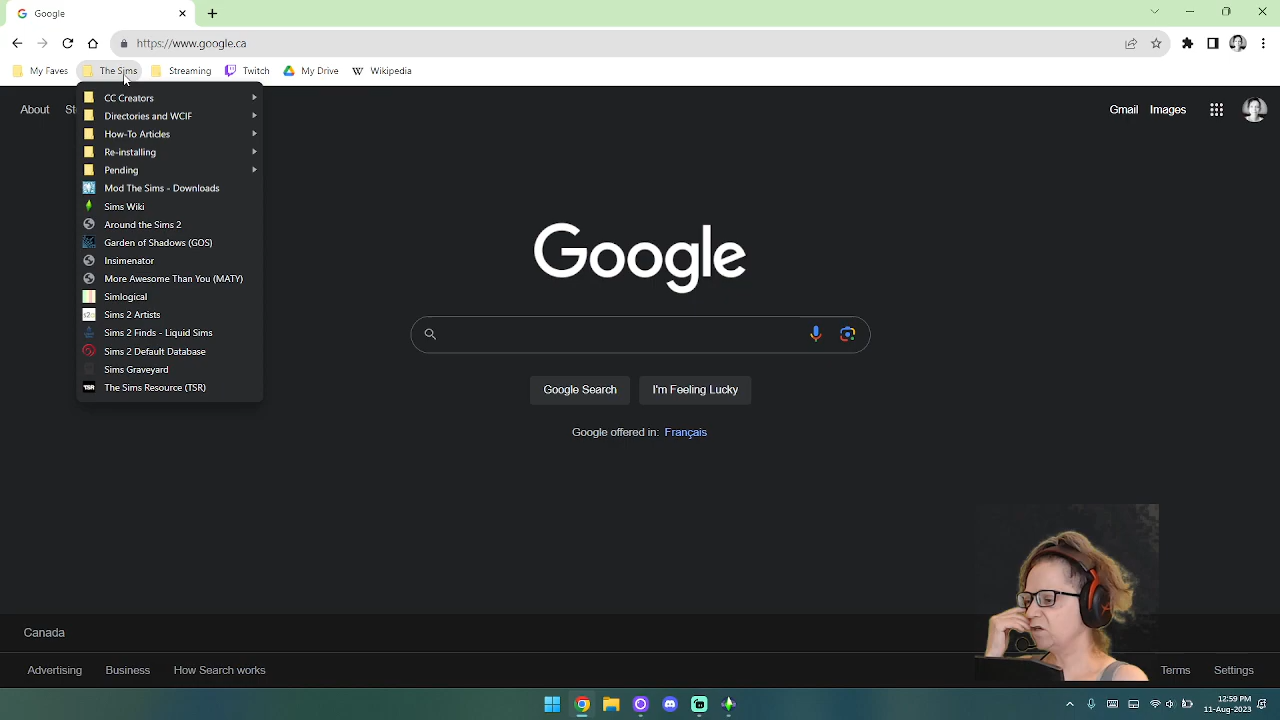 Google
https://www.google.ca
My Faves
The Sims
Streaming
Twitch
My Drive
Wikipedia
CC Creators
Directories and WCIF
How-To Articles
Re-installing
Pending
Mod The Sims - Downloads
Sims Wiki
Around the Sims 2
Garden of Shadows (GOS)
Insimenator
More Awesome Than You (MATY)
Simlogical
Sims 2 Artists
Sims 2 Finds - Liquid Sims
Sims 2 Default Database
Sims Graveyard
TSR The Sims Resource (TSR)
About
St
Gmail
Images
Google
Google Search
I'm Feeling Lucky
Google offered in: Français
Canada
Advertising
Business
How Search works
Terms
Settings
12:59 PM
11-Aug-2023